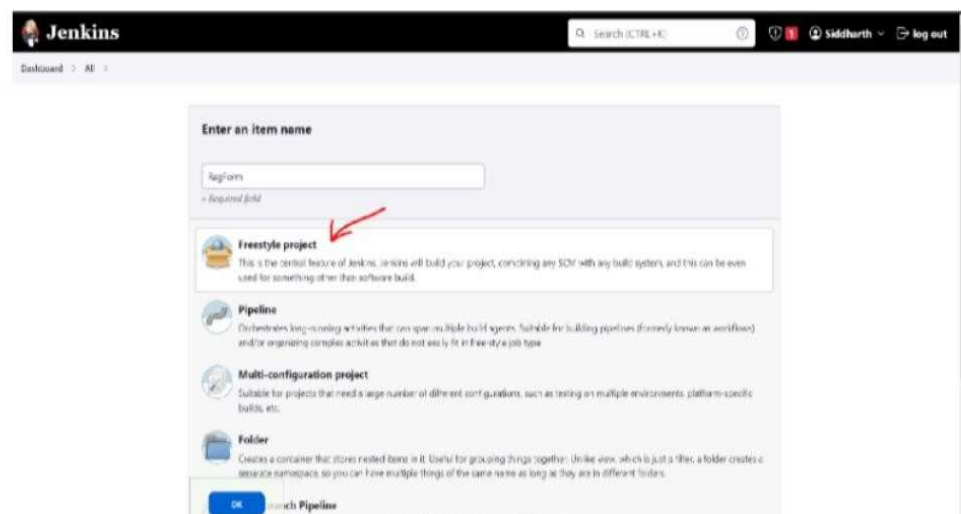 Jenkins
Search (CTRL+K)
1
Siddharth
log out
Dashboard > All >
Enter an item name
RegForm
» Required field
Freestyle project
This is the central feature of Jenkins. Jenkins will build your project, combining any SCM with any build system, and this can be even
used for something other than software build.
Pipeline
Orchestrates long-running activities that can span multiple build agents. Suitable for building pipelines (formerly known as workflows)
and/or organizing complex activities that do not easily fit in free-style job type.
Multi-configuration project
Suitable for projects that need a large number of different configurations, such as testing on multiple environments, platform-specific
builds, etc.
Folder
Creates a container that stores nested items in it. Useful for grouping things together. Unlike view, which is just a filter, a folder creates a
separate namespace, so you can have multiple things of the same name as long as they are in different folders.
OK
nch Pipeline